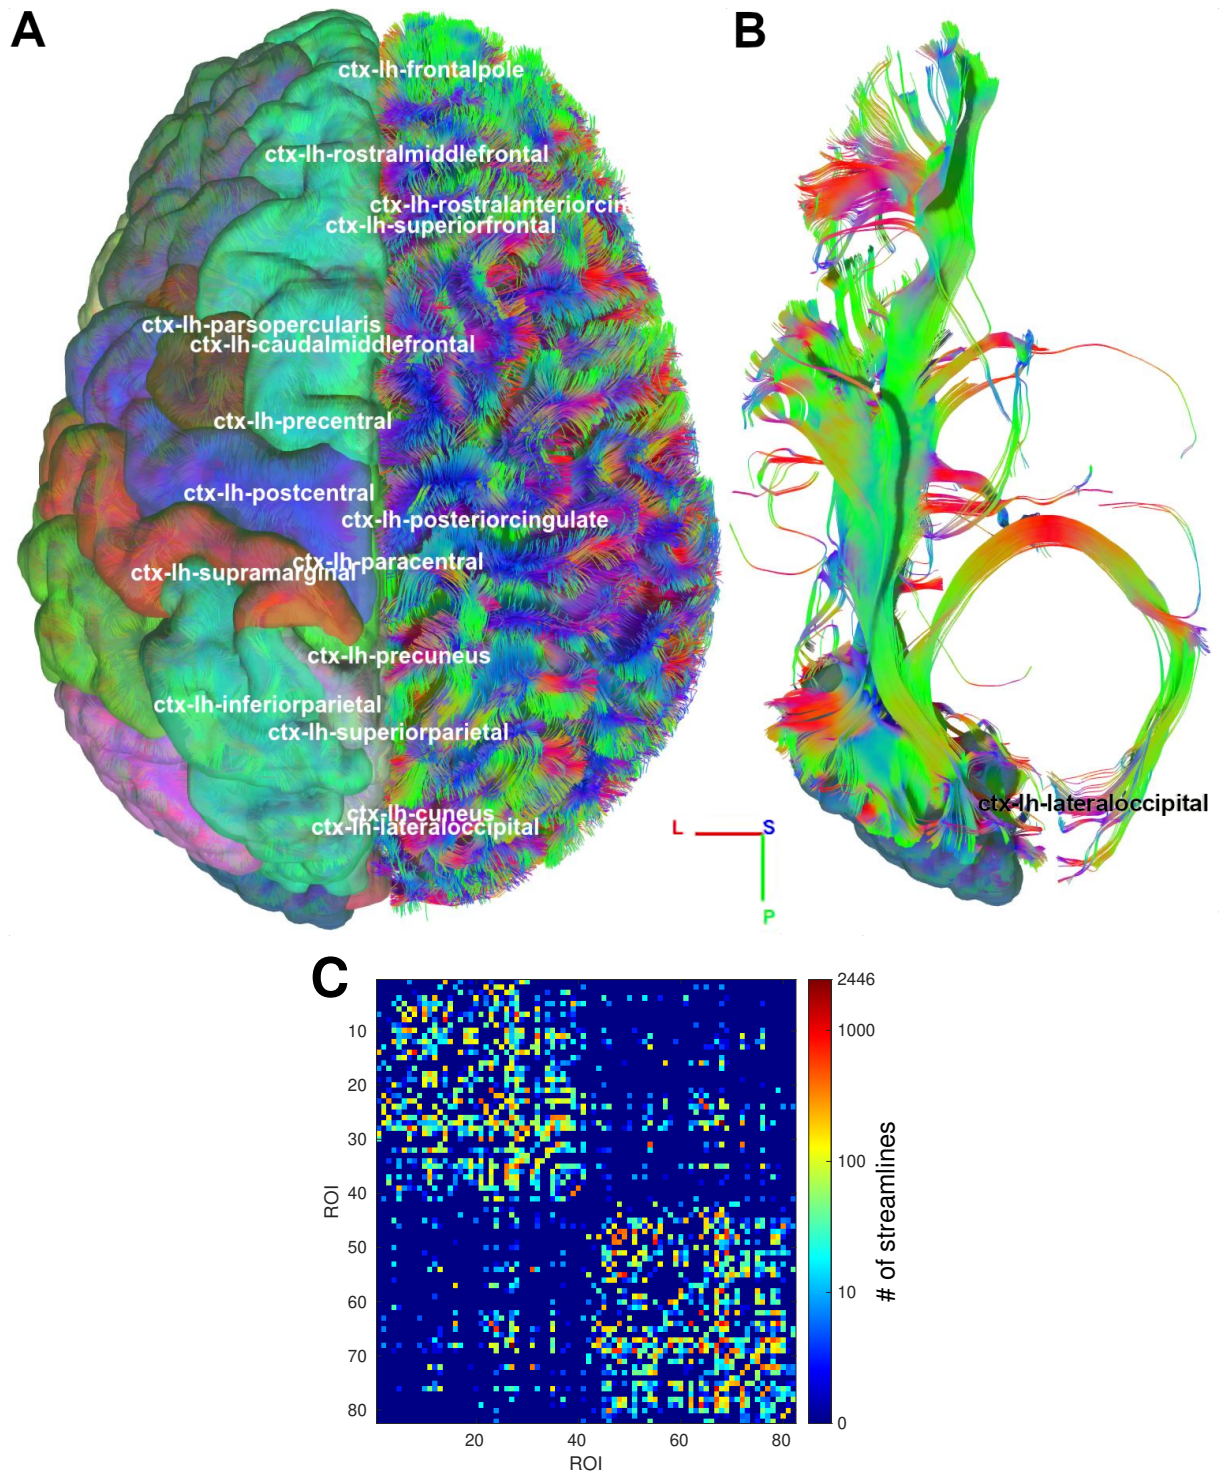 A
B
ctx-lh-frontalpole
ctx-lh-rostralmiddlefrontal
ctx-lh-rostralanteriorcin
ctx-lh-superiorfrontal
ctx-lh-parsopercularis
ctx-lh-caudalmiddlefrontal
ctx-lh-precentral
ctx-lh-postcentral
ctx-lh-posteriorcingulate
ctx-lh-paracentral
ctx-lh-supramarginal
ctx-lh-precuneus
ctx-lh-inferiorparietal
ctx-lh-superiorparietal
ctx-lh-cuneus
ctx-lh-lateraloccipital
L
S
P
ctx-lh-lateraloccipital
C
ROI
10
20
30
40
50
60
70
80
20
40
60
80
ROI
2446
1000
100
10
0
# of streamlines